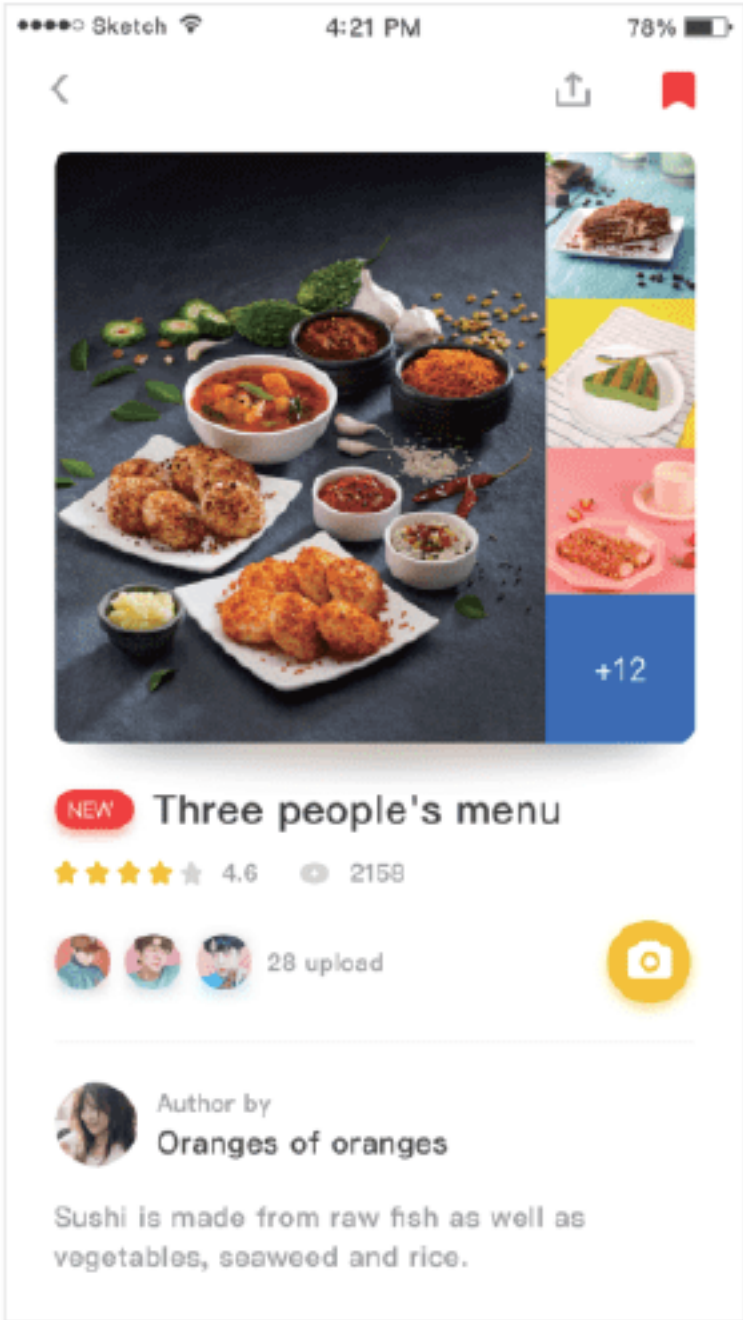 Sketch 4:21 PM 78%
+12
NEW Three people's menu
4.6 2158
28 upload
Author by
Oranges of oranges
Sushi is made from raw fish as well as
vegetables, seaweed and rice.